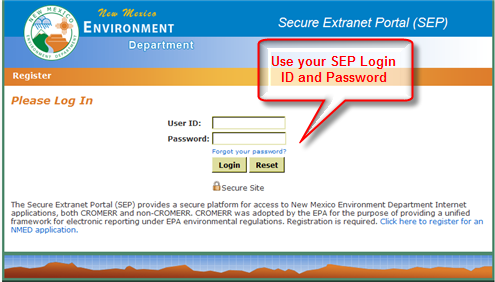 New Mexico
ENVIRONMENT
Department
Secure Extranet Portal (SEP)
Register
Use your SEP Login
ID and Password
Please Log In
User ID:
Password:
Forgot your password?
Login Reset
Secure Site
The Secure Extranet Portal (SEP) provides a secure platform for access to New Mexico Environment Department Internet
applications, both CROMERR and non-CROMERR. CROMERR was adopted by the EPA for the purpose of providing a unified
framework for electronic reporting under EPA environmental regulations. Registration is required. Click here to register for an
NMED application.